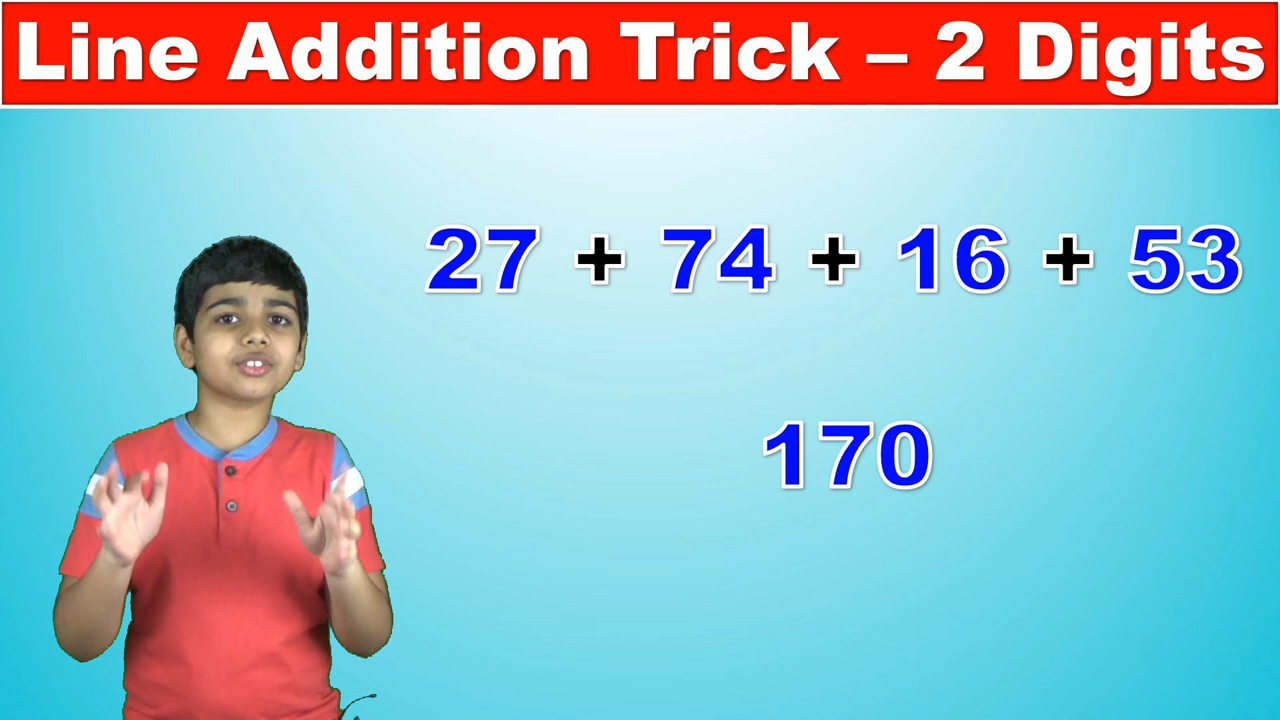 Line Addition Trick – 2 Digits
27 + 74 + 16 + 53
170